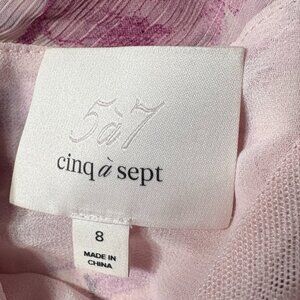 5à7
cinq à sept
8
MADE IN
CHINA